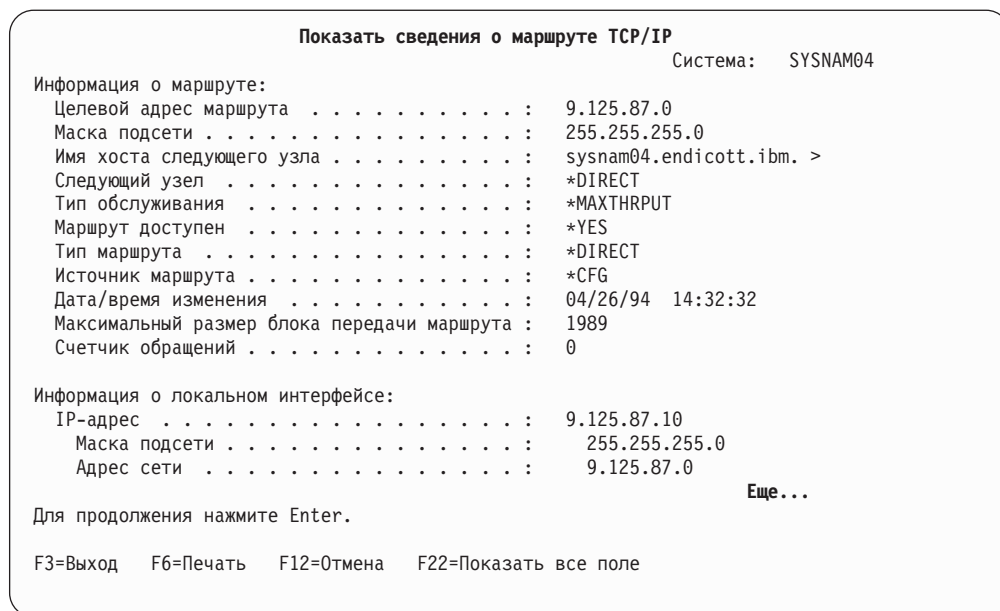 Показать сведения о маршруте TCP/IP
Система: SYSNAM04
Информация о маршруте:
Целевой адрес маршрута . . . . . . . . . . : 9.125.87.0
Маска подсети . . . . . . . . . . . . . . . : 255.255.255.0
Имя хоста следующего узла . . . . . . . . . : sysnam04.endicott.ibm. >
Следующий узел . . . . . . . . . . . . . . : *DIRECT
Тип обслуживания . . . . . . . . . . . . . : *MAXTHRPUT
Маршрут доступен . . . . . . . . . . . . . : *YES
Тип маршрута . . . . . . . . . . . . . . . : *DIRECT
Источник маршрута . . . . . . . . . . . . . : *CFG
Дата/время изменения . . . . . . . . . . . : 04/26/94 14:32:32
Максимальный размер блока передачи маршрута : 1989
Счетчик обращений . . . . . . . . . . . . . : 0
Информация о локальном интерфейсе:
IP-адрес . . . . . . . . . . . . . . . . . : 9.125.87.10
Маска подсети . . . . . . . . . . . . . . : 255.255.255.0
Адрес сети . . . . . . . . . . . . . . . : 9.125.87.0
Еще...
Для продолжения нажмите Enter.
F3=Выход F6=Печать F12=Отмена F22=Показать все поле